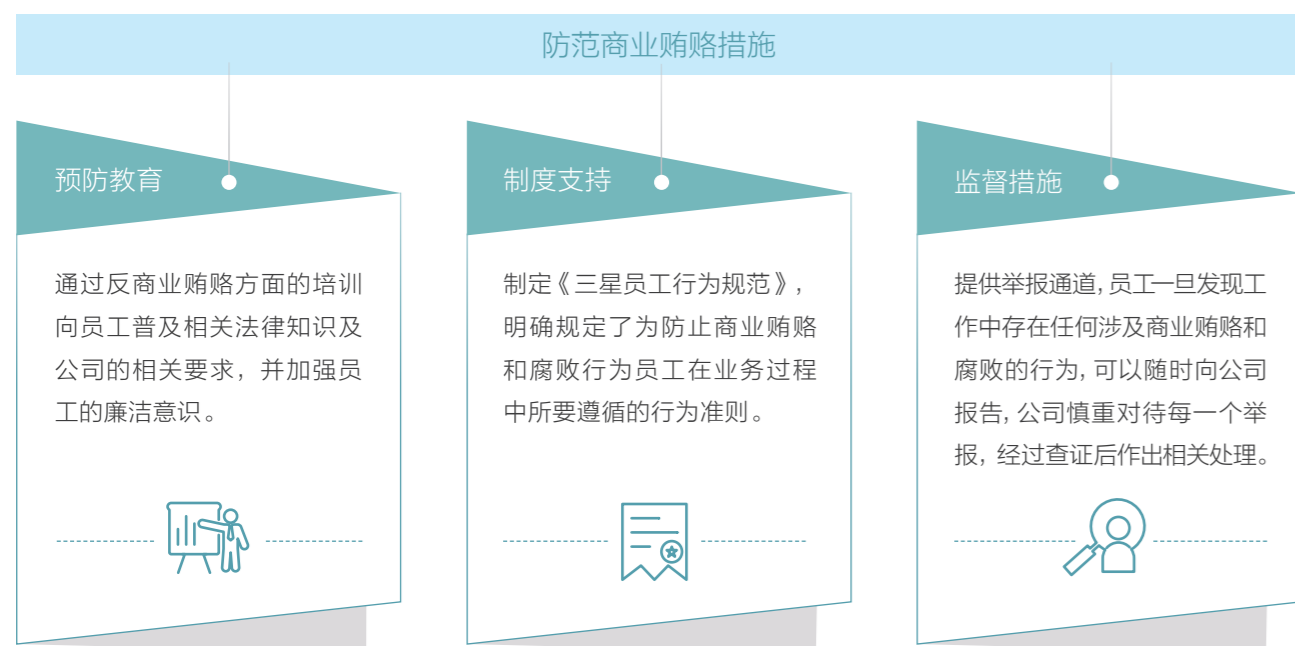 防范商业贿赂措施
预防教育
通过反商业贿赂方面的培训
向员工普及相关法律知识及
公司的相关要求，并加强员
工的廉洁意识。
制度支持
制定《三星员工行为规范》，
明确规定了为防止商业贿赂
和腐败行为员工在业务过程
中所要遵循的行为准则。
监督措施
提供举报通道，员工一旦发现工
作中存在任何涉及商业贿赂和
腐败的行为，可以随时向公司
报告，公司慎重对待每一个举
报，经过查证后作出相关处理。